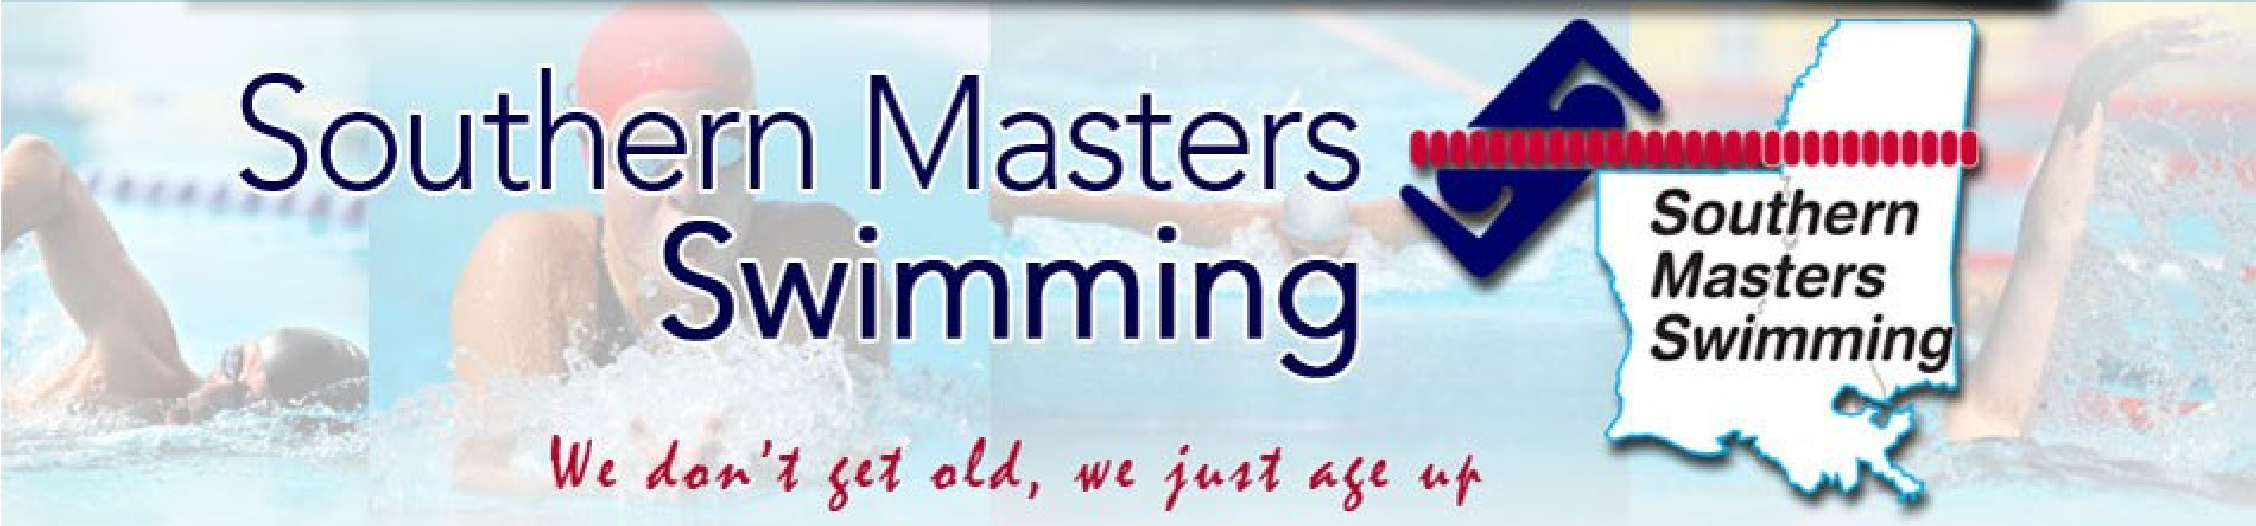 Southern Masters
Swimming
We don't get old, we just age up
Southern
Masters
Swimming